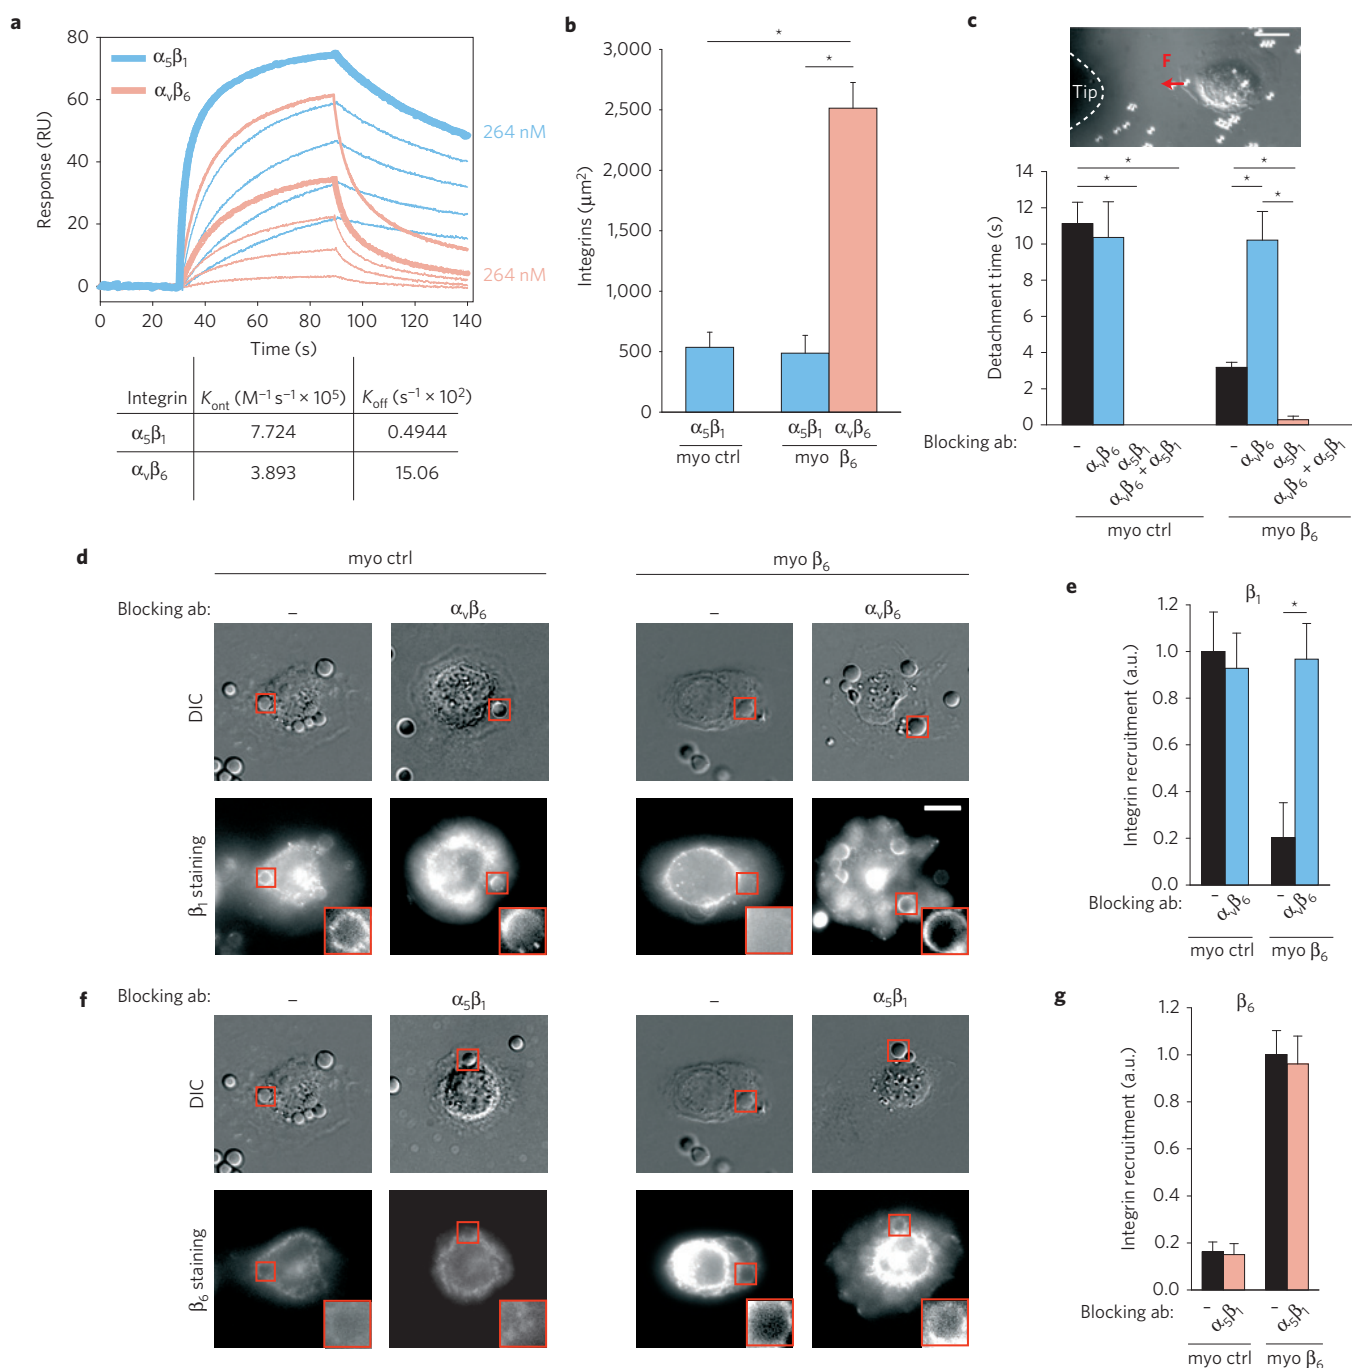 a
80
60
40
20
0
Response (RU)
α5β1
αvβ6
264 nM
264 nM
0 20 40 60 80 100 120 140
Time (s)
Integrin Kont (M−1 s−1 × 10^5) Koff (s−1 × 10^2)
α5β1 7.724 0.4944
αvβ6 3.893 15.06
b
3,000
2,500
2,000
1,500
1,000
500
0
Integrins (μm²)
*
*
α5β1 α5β1 αvβ6
myo ctrl myo β6
c
Tip
F
14
12
10
8
6
4
2
0
Detachment time (s)
*
*
*
*
*
Blocking ab: – αvβ6 α5β1 αvβ6 + α5β1 – αvβ6 α5β1 αvβ6 + α5β1
myo ctrl myo β6
d
myo ctrl myo β6
Blocking ab: – αvβ6 – αvβ6
DIC
β1 staining
e
β1
1.2
1.0
0.8
0.6
0.4
0.2
0.0
Integrin recruitment (a.u.)
*
Blocking ab: – αvβ6 – αvβ6
myo ctrl myo β6
f
Blocking ab: – α5β1 – α5β1
DIC
β6 staining
g
β6
1.2
1.0
0.8
0.6
0.4
0.2
0.0
Integrin recruitment (a.u.)
Blocking ab: – α5β1 – α5β1
myo ctrl myo β6